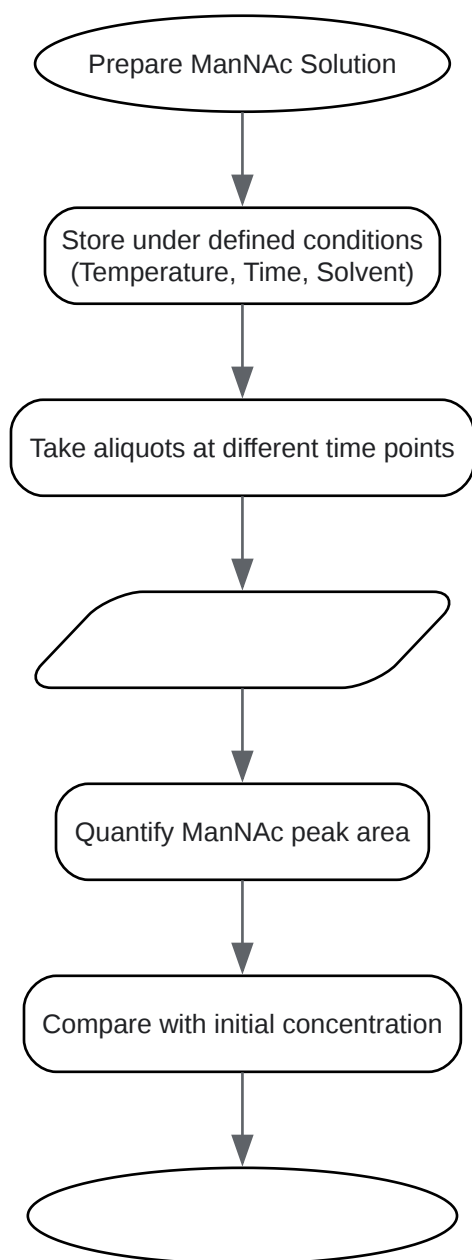 Prepare ManNAc Solution
Store under defined conditions
(Temperature, Time, Solvent)
Take aliquots at different time points
Quantify ManNAc peak area
Compare with initial concentration